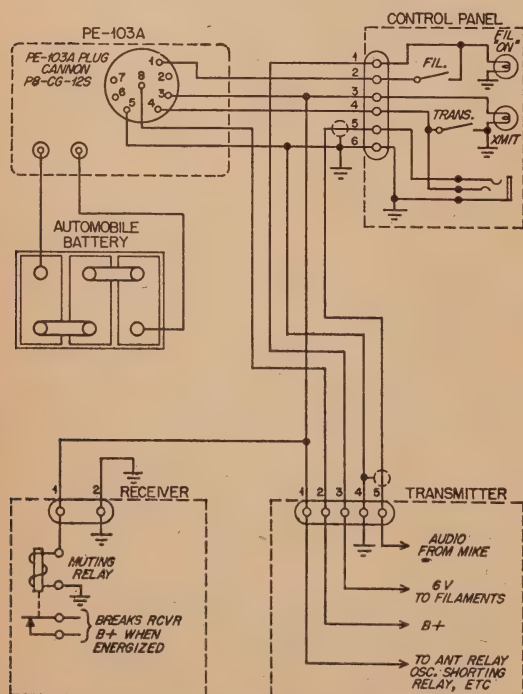 PE-103A
CONTROL PANEL
PE-103A PLUG
CANNON
P8-CG-12S
1
2
3
4
5
6
7
8
1
2
3
4
5
6
FIL.
FIL
"ON"
TRANS.
XMIT
AUTOMOBILE
BATTERY
1
2
RECEIVER
MUTING
RELAY
BREAKS RCVR
B+ WHEN
ENERGIZED
1
2
3
4
5
TRANSMITTER
AUDIO
FROM MIKE
6V
TO FILAMENTS
B+
TO ANT RELAY
OSC. SHORTING
RELAY, ETC